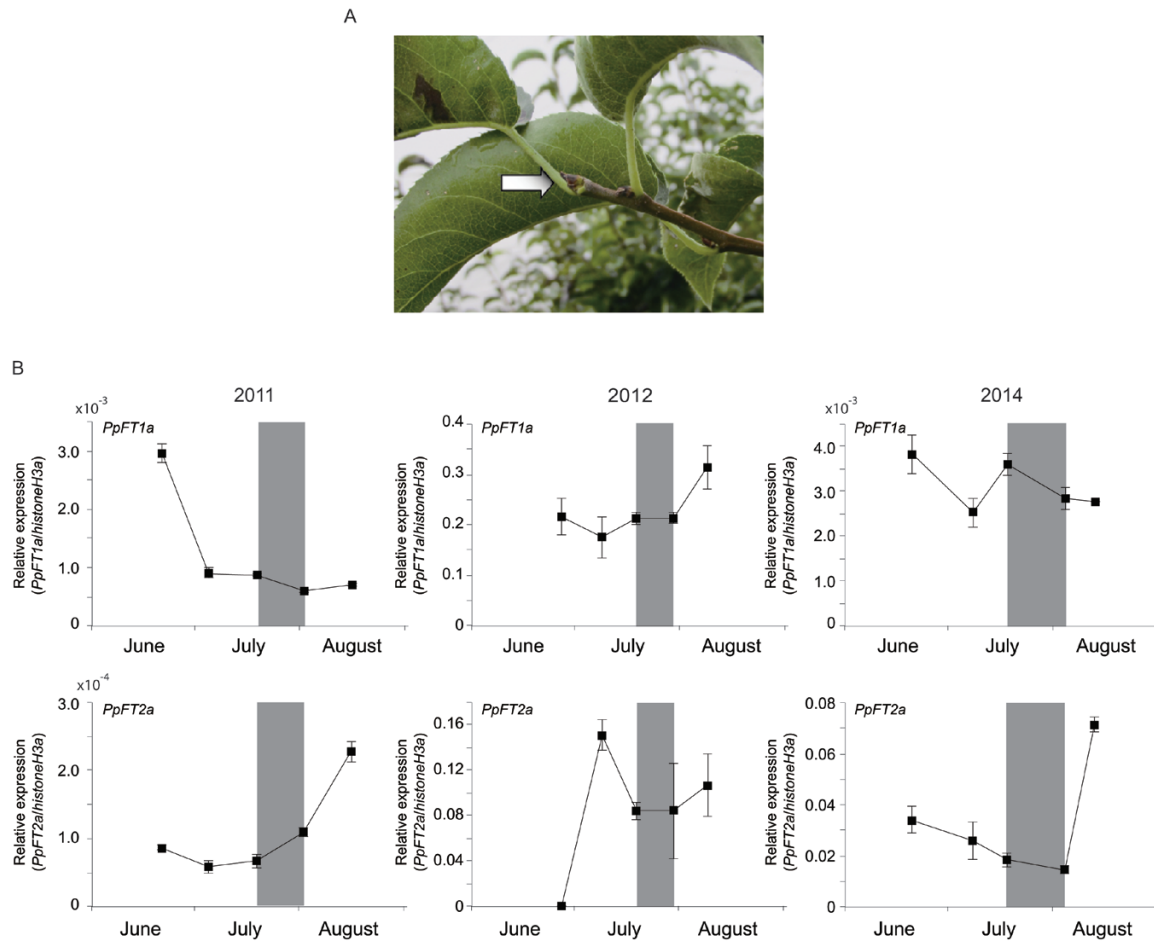 A
B
2011
x10-3
PpFT1a
3.0
2.0
1.0
0
Relative expression
(PpFT1a/histoneH3a)
June July August
2012
PpFT1a
0.4
0.3
0.2
0.1
0
Relative expression
(PpFT1a/histoneH3a)
June July August
2014
x10-3
PpFT1a
4.0
3.0
2.0
1.0
0
Relative expression
(PpFT1a/histoneH3a)
June July August
x10-4
PpFT2a
3.0
2.0
1.0
0
Relative expression
(PpFT2a/histoneH3a)
June July August
PpFT2a
0.16
0.12
0.08
0.04
0
Relative expression
(PpFT2a/histoneH3a)
June July August
PpFT2a
0.08
0.06
0.04
0.02
0
Relative expression
(PpFT2a/histoneH3a)
June July August